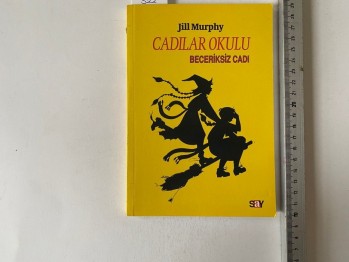 Jill Murphy
CADILAR OKULU
BECERİKSİZ CADI
say